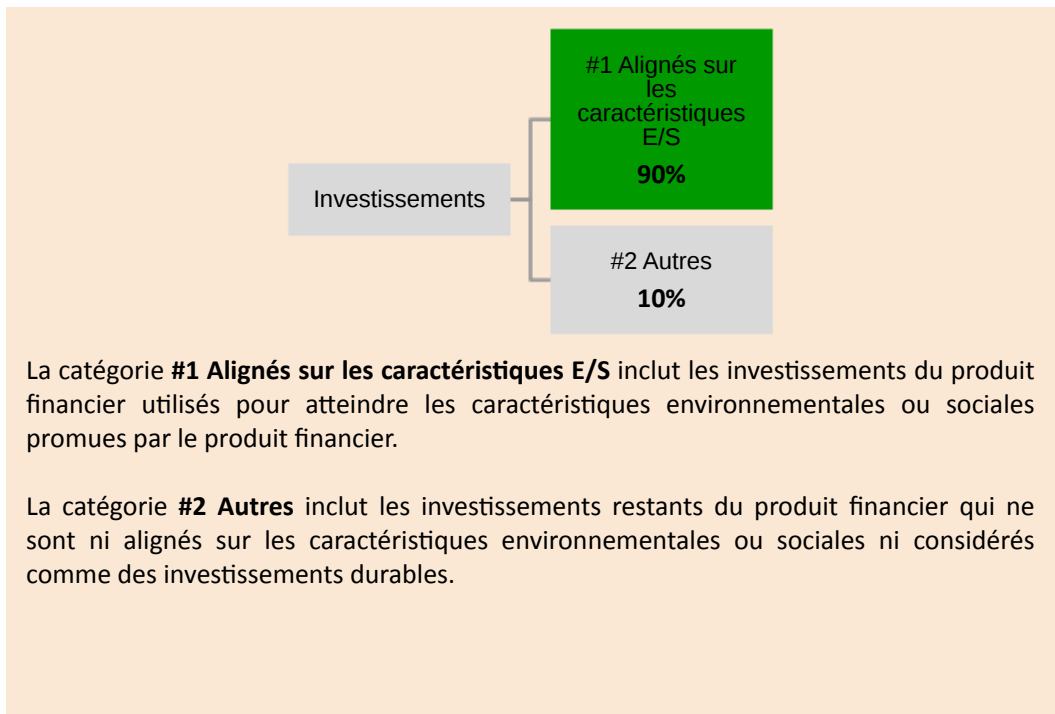 #1 Alignés sur
les
caractéristiques
E/S
90%
Investissements
#2 Autres
10%
La catégorie #1 Alignés sur les caractéristiques E/S inclut les investissements du produit
financier utilisés pour atteindre les caractéristiques environnementales ou sociales
promues par le produit financier.
La catégorie #2 Autres inclut les investissements restants du produit financier qui ne
sont ni alignés sur les caractéristiques environnementales ou sociales ni considérés
comme des investissements durables.